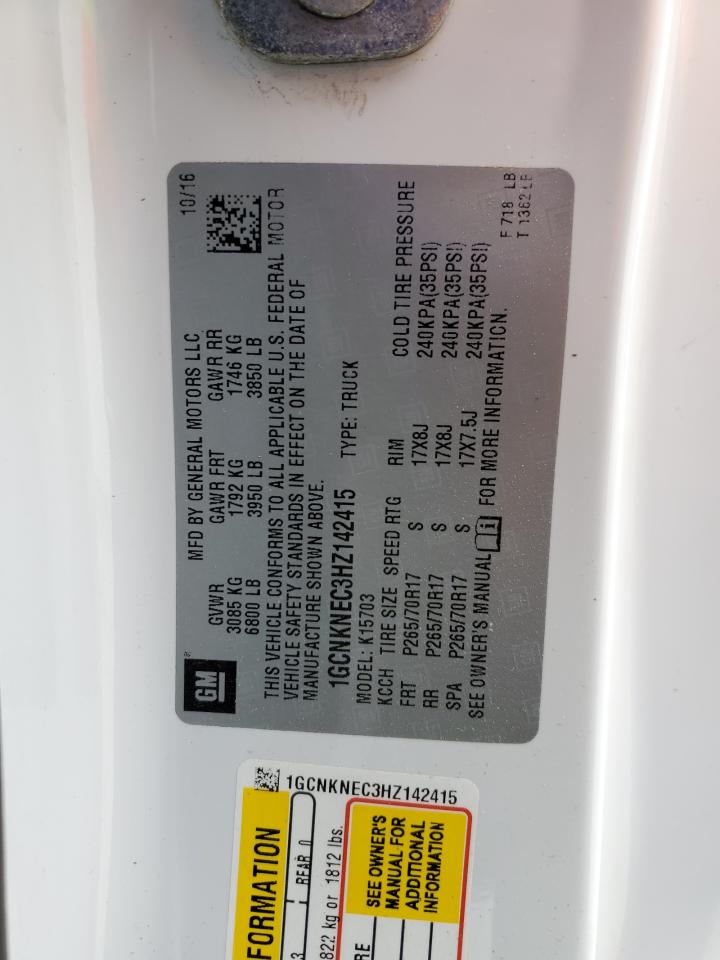 10/16
MFD BY GENERAL MOTORS LLC
GVWR GAWR FRT GAWR RR
3085 KG 1792 KG 1746 KG
6800 LB 3950 LB 3850 LB
THIS VEHICLE CONFORMS TO ALL APPLICABLE U.S. FEDERAL MOTOR
VEHICLE SAFETY STANDARDS IN EFFECT ON THE DATE OF
MANUFACTURE SHOWN ABOVE.
1GCNKNEC3HZ142415 TYPE: TRUCK
MODEL: K15703
KCCH TIRE SIZE SPEED RTG RIM COLD TIRE PRESSURE
FRT P265/70R17 S 17X8J 240KPA(35PSI)
RR P265/70R17 S 17X8J 240KPA(35PSI)
SPA P265/70R17 S 17X7.5J 240KPA(35PSI)
SEE OWNER'S MANUAL FOR MORE INFORMATION.
F 718 LB
T 1362 LB
GM
1GCNKNEC3HZ142415
FORMATION
3 REAR 0
822 kg or 1812 lbs.
RE
SEE OWNER'S
MANUAL FOR
ADDITIONAL
INFORMATION